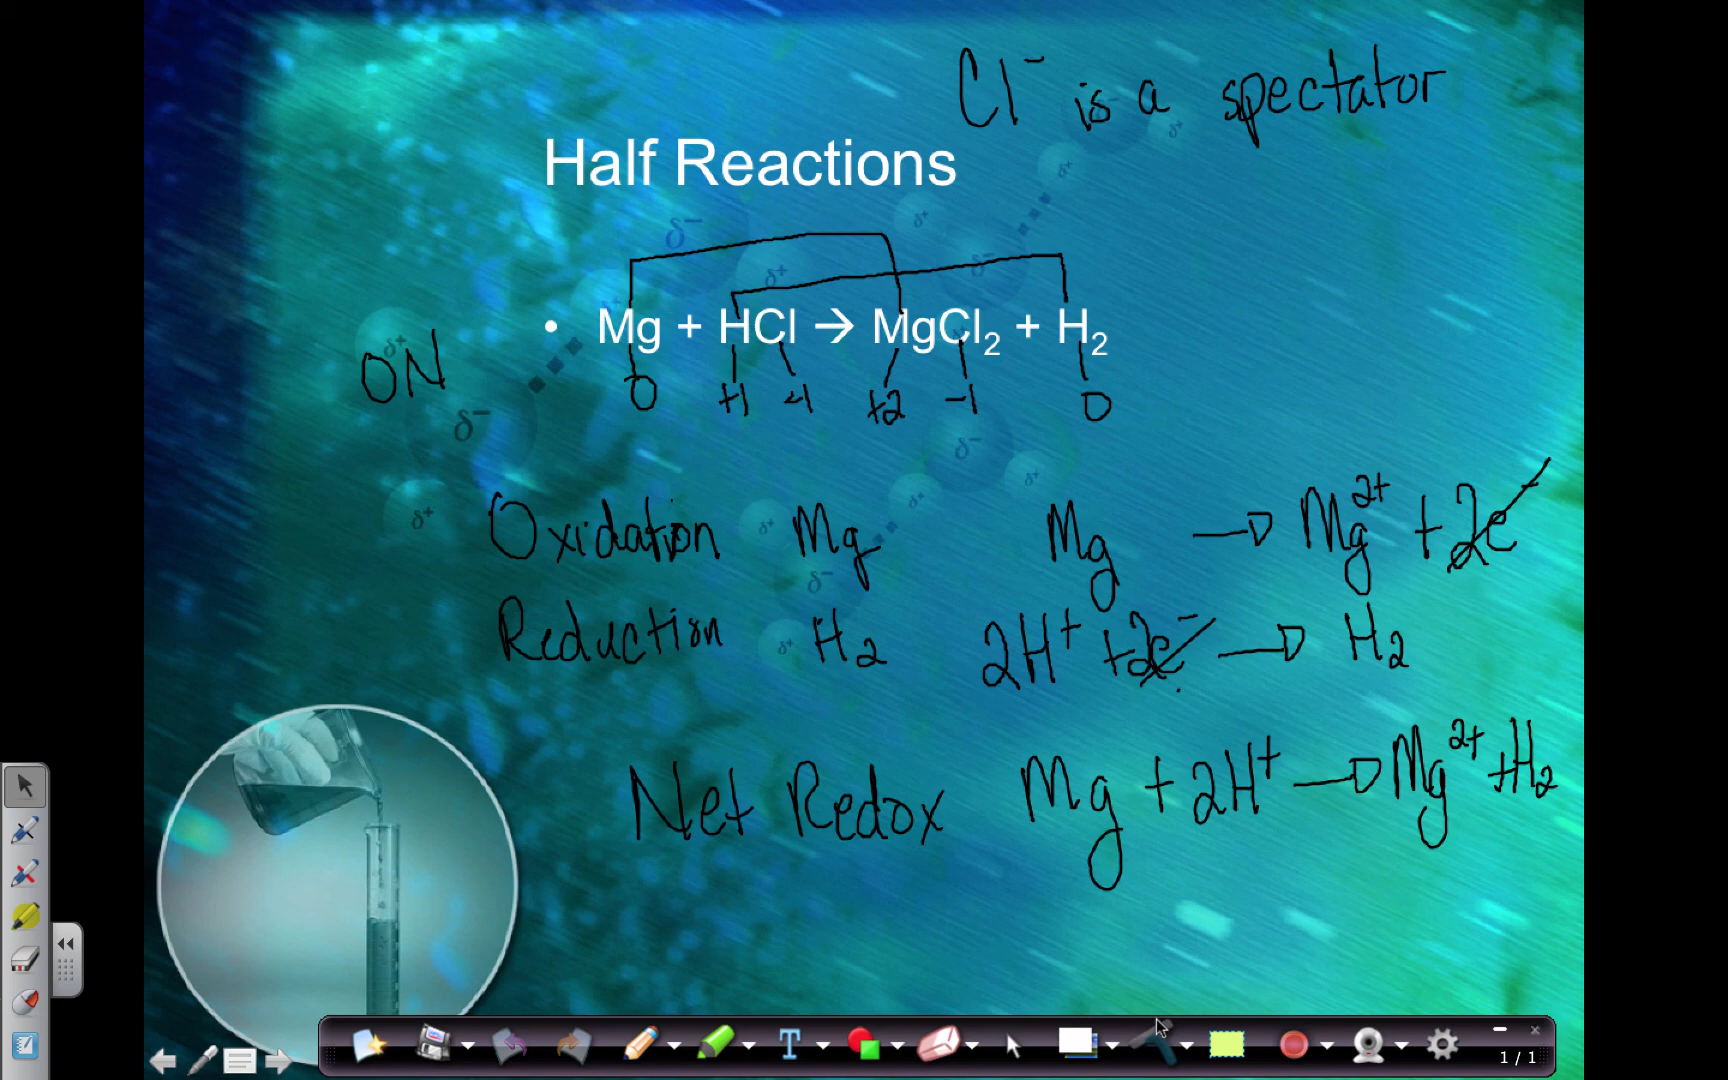 Cl⁻ is a spectator
Half Reactions
• Mg + HCl → MgCl₂ + H₂
ON 0 +1 -1 +2 -1 0
Oxidation Mg Mg → Mg²⁺ + 2e⁻
Reduction H₂ 2H⁺ + 2e⁻ → H₂
Net Redox Mg + 2H⁺ → Mg²⁺ + H₂
δ⁻
δ⁺
δ⁺
δ⁺
δ⁺
δ⁻
δ⁺
δ⁻
δ⁻
δ⁺
δ⁺
δ⁺
δ⁺
δ⁻
δ⁺
T
1 / 1